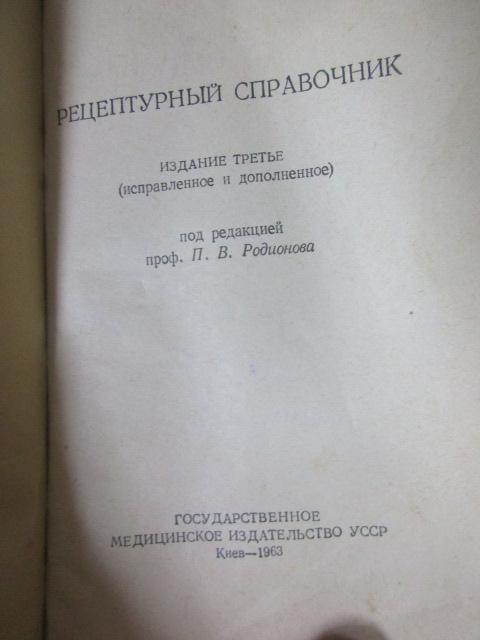 РЕЦЕПТУРНЫЙ СПРАВОЧНИК
ИЗДАНИЕ ТРЕТЬЕ
(исправленное и дополненное)
под редакцией
проф. П. В. Родионова
ГОСУДАРСТВЕННОЕ
МЕДИЦИНСКОЕ ИЗДАТЕЛЬСТВО УССР
Киев—1963